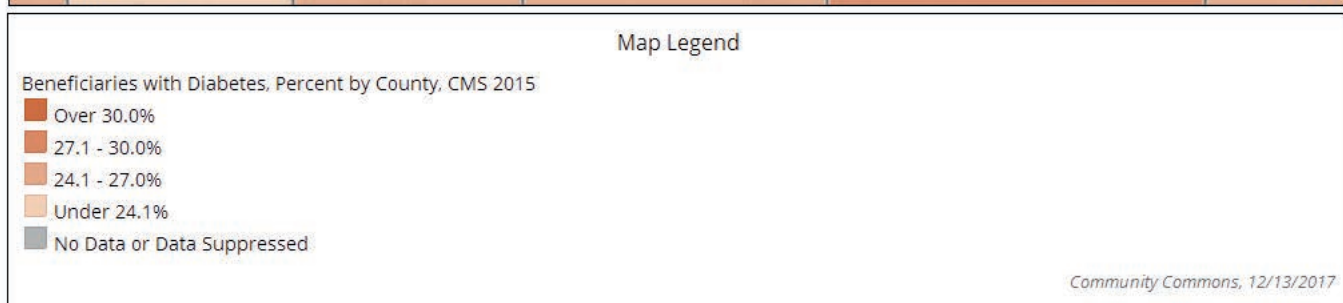 Map Legend
Beneficiaries with Diabetes, Percent by County, CMS 2015
Over 30.0%
27.1 - 30.0%
24.1 - 27.0%
Under 24.1%
No Data or Data Suppressed
Community Commons, 12/13/2017